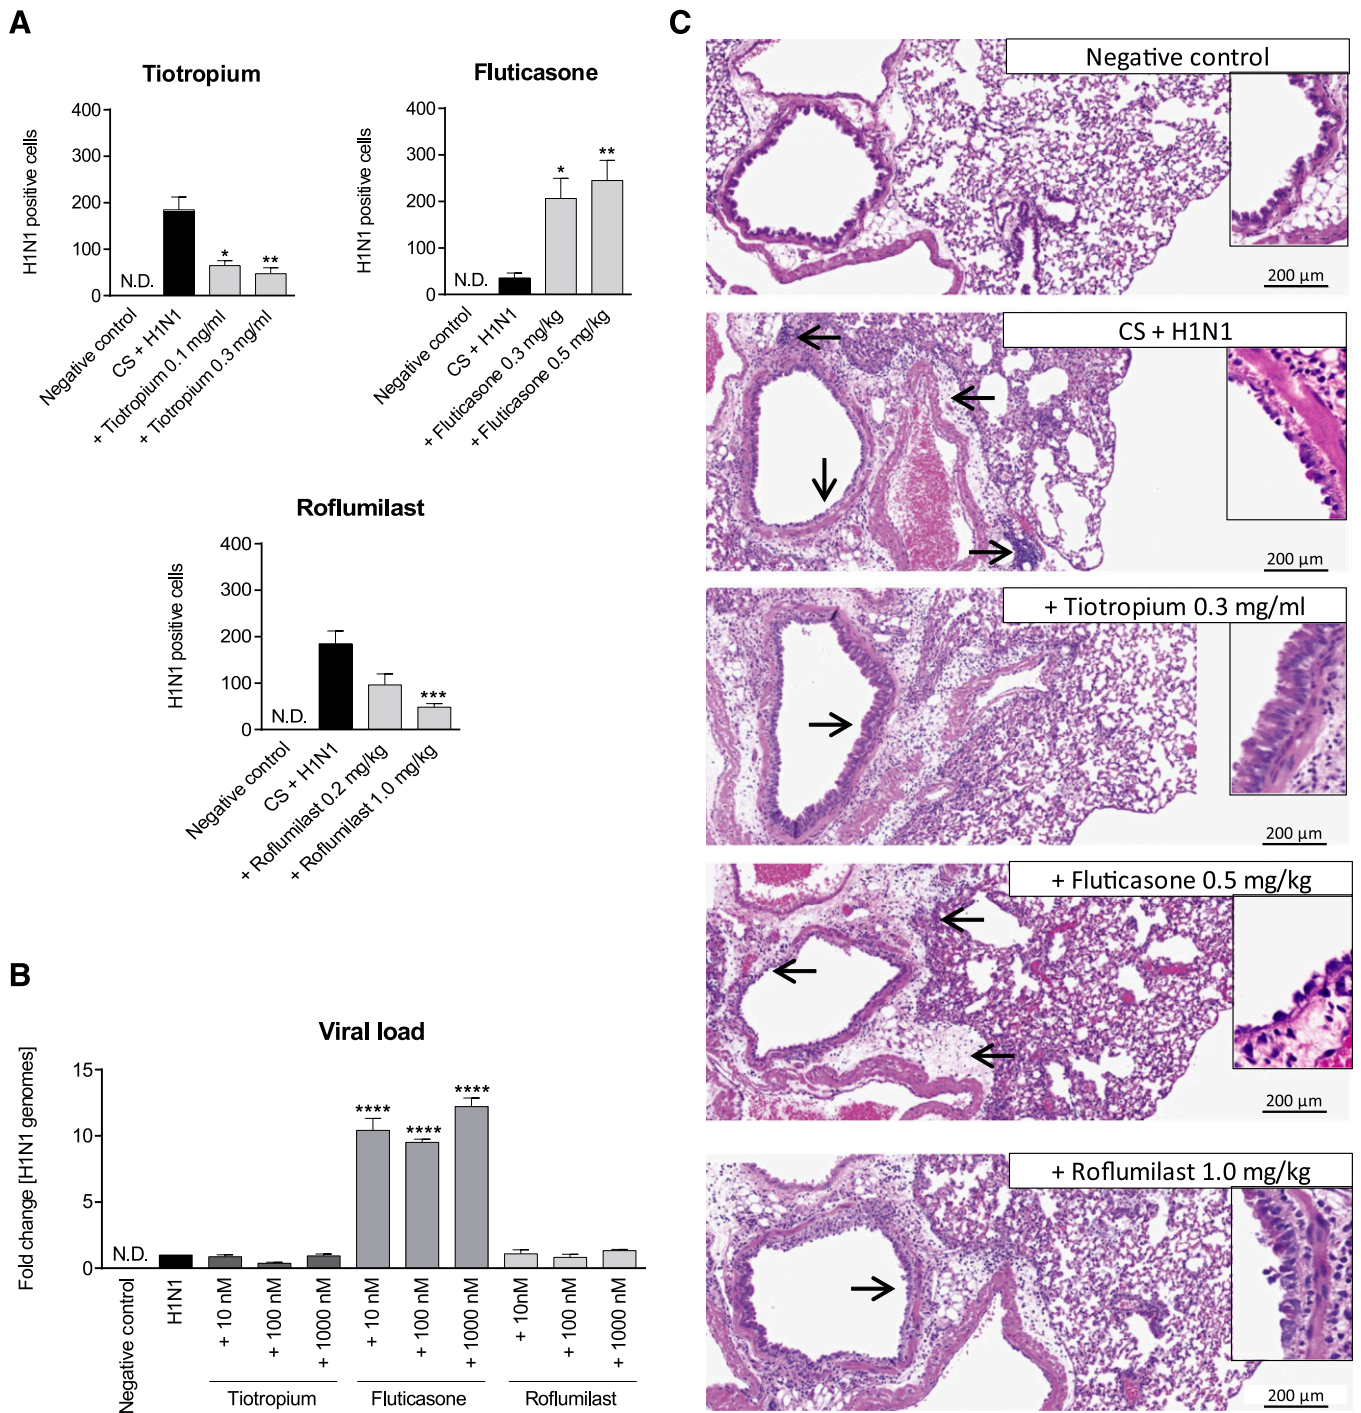 A
Tiotropium
H1N1 positive cells
400
300
200
100
0
N.D.
*
**
Negative control
CS + H1N1
+ Tiotropium 0.1 mg/ml
+ Tiotropium 0.3 mg/ml
Fluticasone
H1N1 positive cells
400
300
200
100
0
N.D.
*
**
Negative control
CS + H1N1
+ Fluticasone 0.3 mg/kg
+ Fluticasone 0.5 mg/kg
Roflumilast
H1N1 positive cells
400
300
200
100
0
N.D.
***
Negative control
CS + H1N1
+ Roflumilast 0.2 mg/kg
+ Roflumilast 1.0 mg/kg
B
Viral load
Fold change [H1N1 genomes]
15
10
5
0
N.D.
****
****
****
Negative control
H1N1
+ 10 nM
+ 100 nM
+ 1000 nM
+ 10 nM
+ 100 nM
+ 1000 nM
+ 10nM
+ 100 nM
+ 1000 nM
Tiotropium
Fluticasone
Roflumilast
C
Negative control
200 µm
CS + H1N1
200 µm
+ Tiotropium 0.3 mg/ml
200 µm
+ Fluticasone 0.5 mg/kg
200 µm
+ Roflumilast 1.0 mg/kg
200 µm